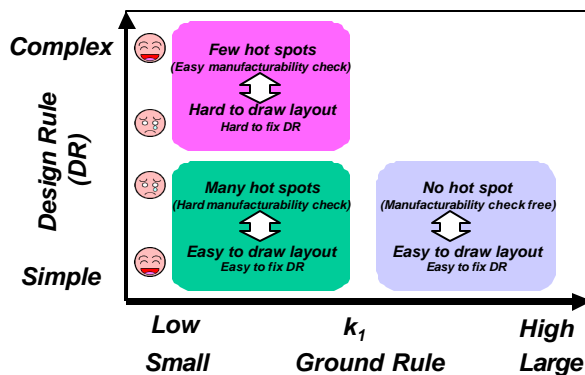 Complex
Design Rule
(DR)
Simple
Few hot spots
(Easy manufacturability check)
Hard to draw layout
Hard to fix DR
Many hot spots
(Hard manufacturability check)
Easy to draw layout
Easy to fix DR
No hot spot
(Manufacturability check free)
Easy to draw layout
Easy to fix DR
Low k1 High
Small Ground Rule Large